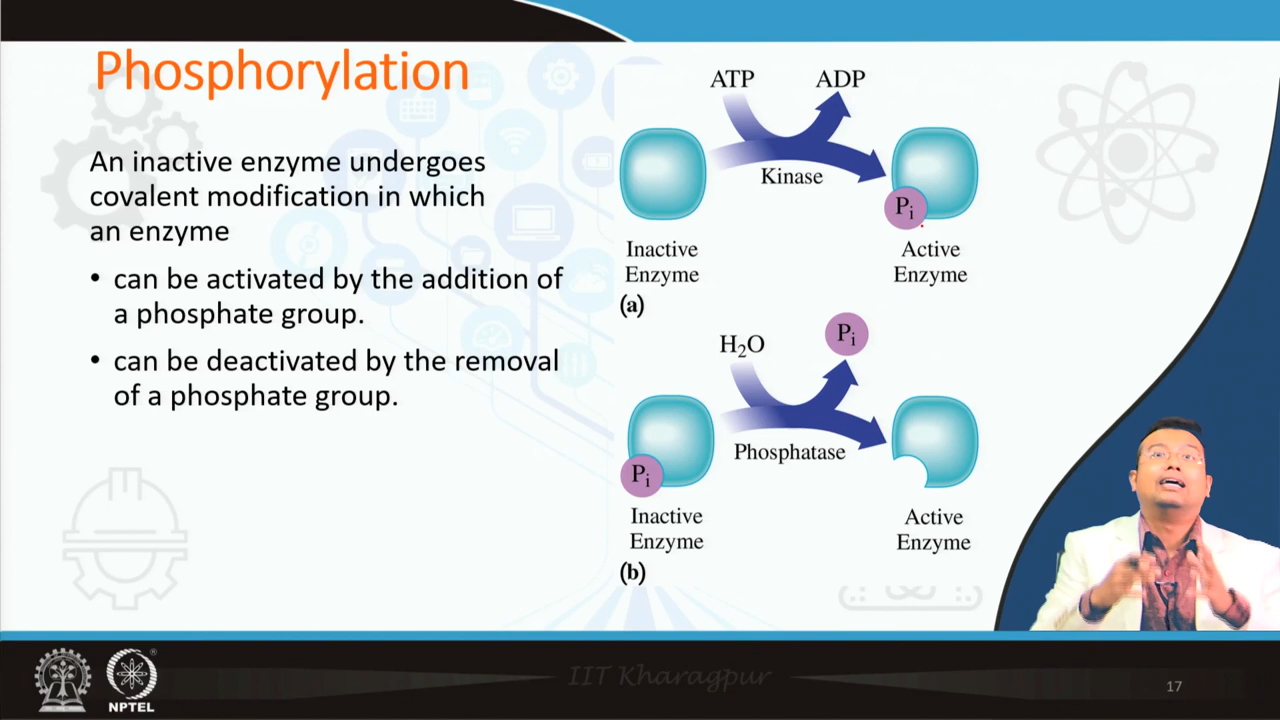 Phosphorylation
An inactive enzyme undergoes
covalent modification in which
an enzyme
• can be activated by the addition of
a phosphate group.
• can be deactivated by the removal
of a phosphate group.
ATP
ADP
Kinase
Pi
Inactive
Enzyme
Active
Enzyme
(a)
H₂O
Pi
Phosphatase
Pi
Inactive
Enzyme
Active
Enzyme
(b)
NPTEL
IIT Kharagpur
17